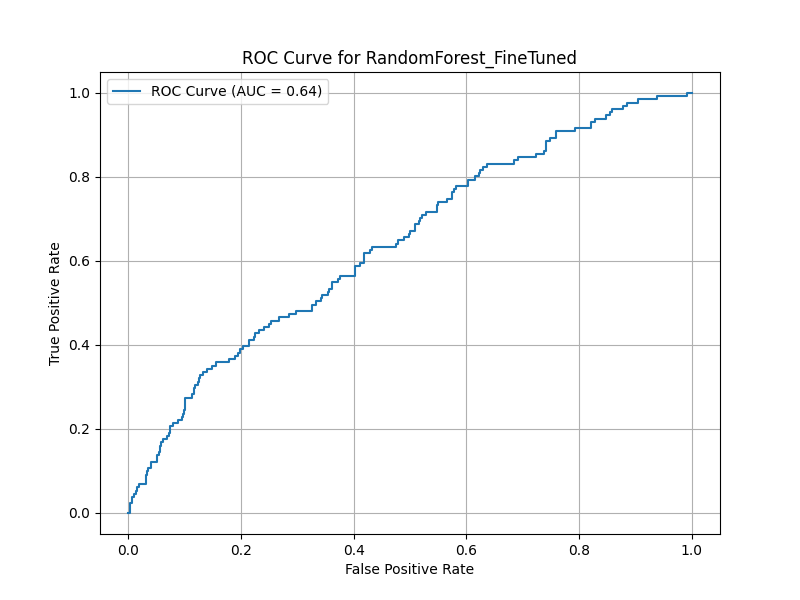 ROC Curve for RandomForest_FineTuned
ROC Curve (AUC = 0.64)
1.0
0.8
0.6
0.4
0.2
0.0
True Positive Rate
0.0 0.2 0.4 0.6 0.8 1.0
False Positive Rate